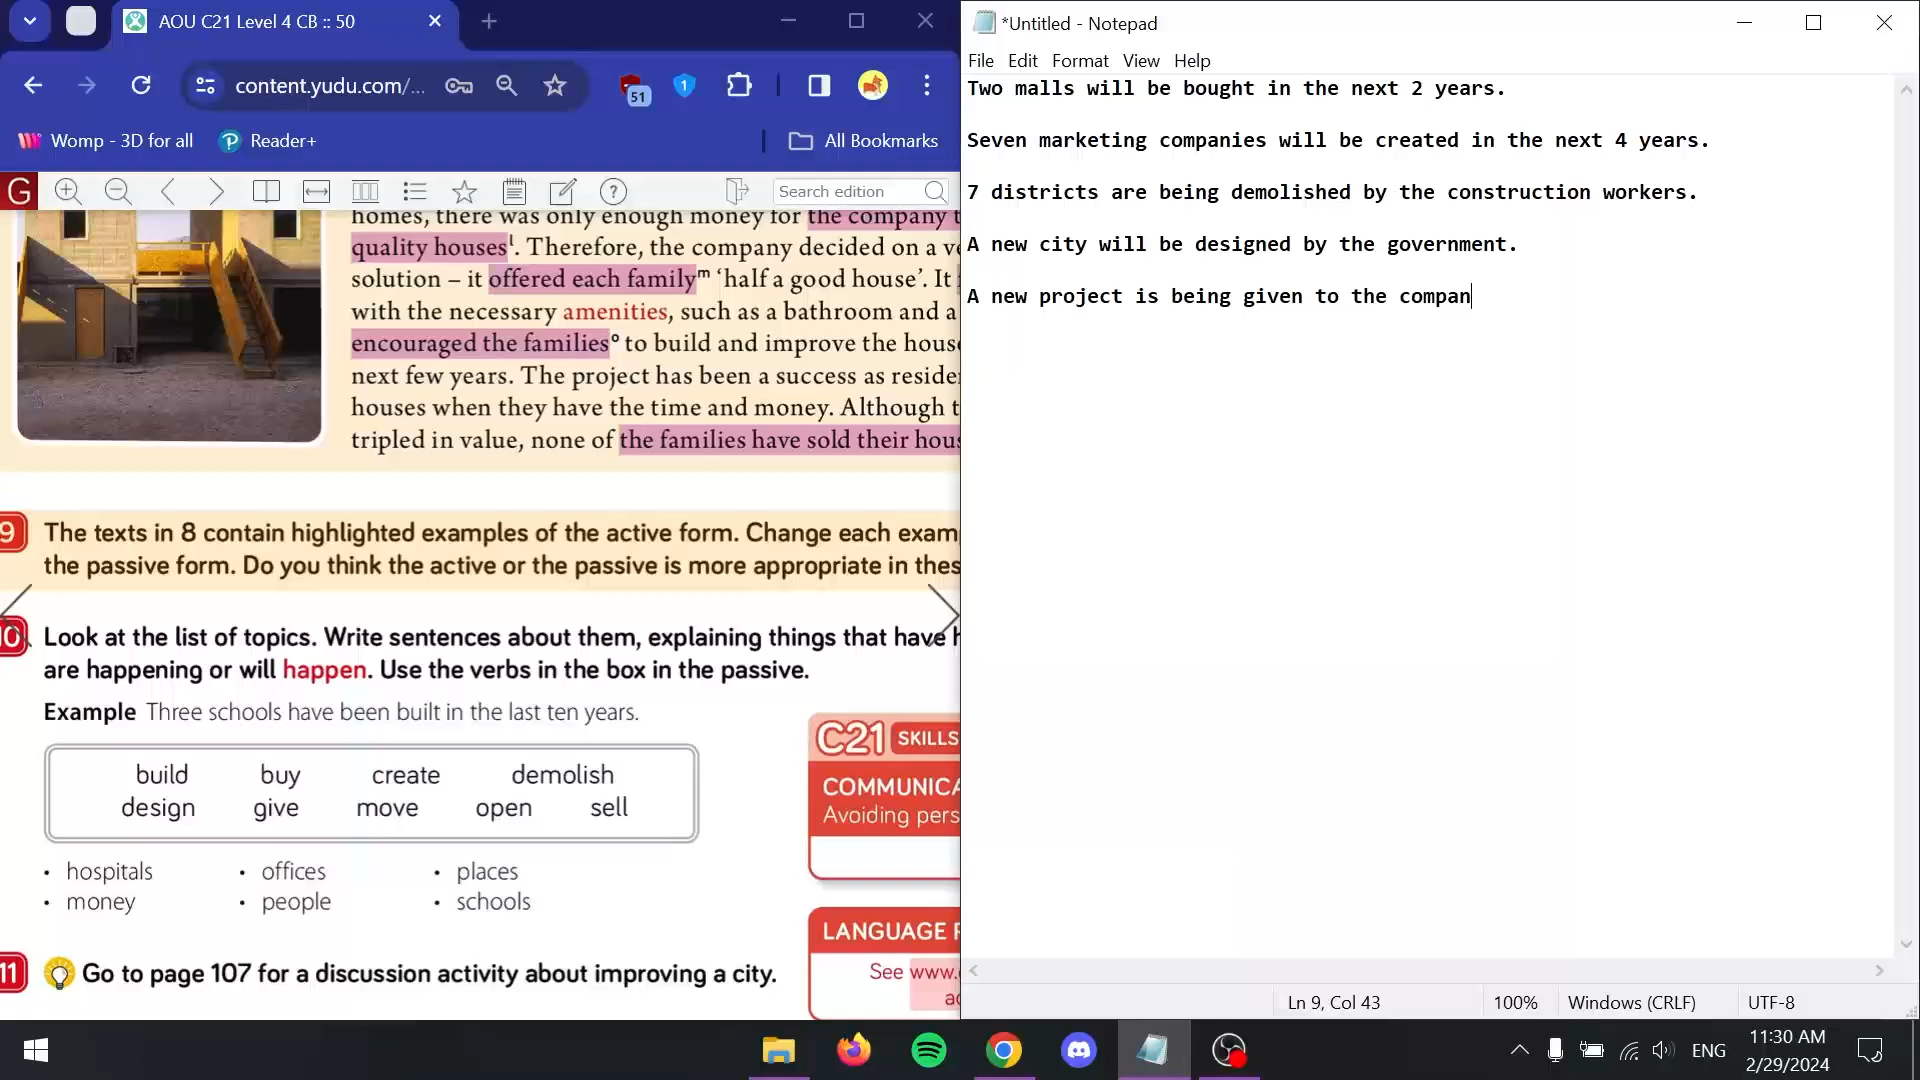 AOU C21 Level 4 CB :: 50
*Untitled - Notepad
File Edit Format View Help
content.yudu.com/...
51
1
Womp - 3D for all
Reader+
All Bookmarks
G
Search edition
Two malls will be bought in the next 2 years.
Seven marketing companies will be created in the next 4 years.
7 districts are being demolished by the construction workers.
A new city will be designed by the government.
A new project is being given to the compan
homes, there was only enough money for the company t
quality houses¹. Therefore, the company decided on a ve
solution – it offered each familyᵐ ‘half a good house’. It
with the necessary amenities, such as a bathroom and a
encouraged the familiesº to build and improve the hous
next few years. The project has been a success as reside
houses when they have the time and money. Although t
tripled in value, none of the families have sold their hous
9 The texts in 8 contain highlighted examples of the active form. Change each exam
the passive form. Do you think the active or the passive is more appropriate in thes
10 Look at the list of topics. Write sentences about them, explaining things that have h
are happening or will happen. Use the verbs in the box in the passive.
Example Three schools have been built in the last ten years.
build buy create demolish
design give move open sell
• hospitals • offices • places
• money • people • schools
C21 SKILLS
COMMUNICA
Avoiding pers
LANGUAGE
See www.
ac
11 Go to page 107 for a discussion activity about improving a city.
Ln 9, Col 43
100%
Windows (CRLF)
UTF-8
ENG
11:30 AM
2/29/2024